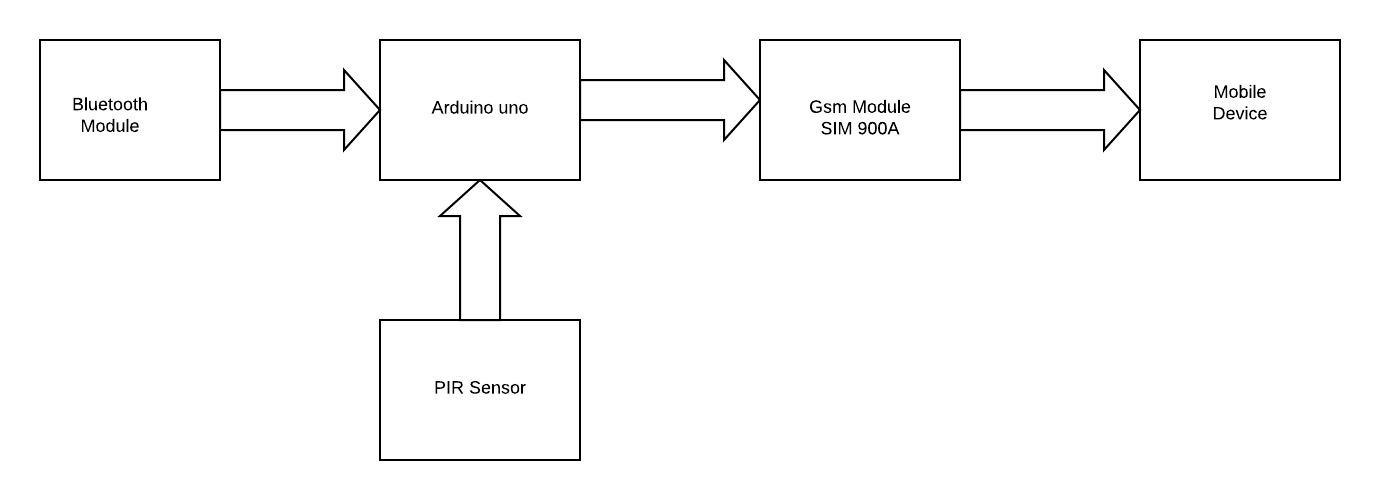 Bluetooth
Module
Arduino uno
Gsm Module
SIM 900A
Mobile
Device
PIR Sensor